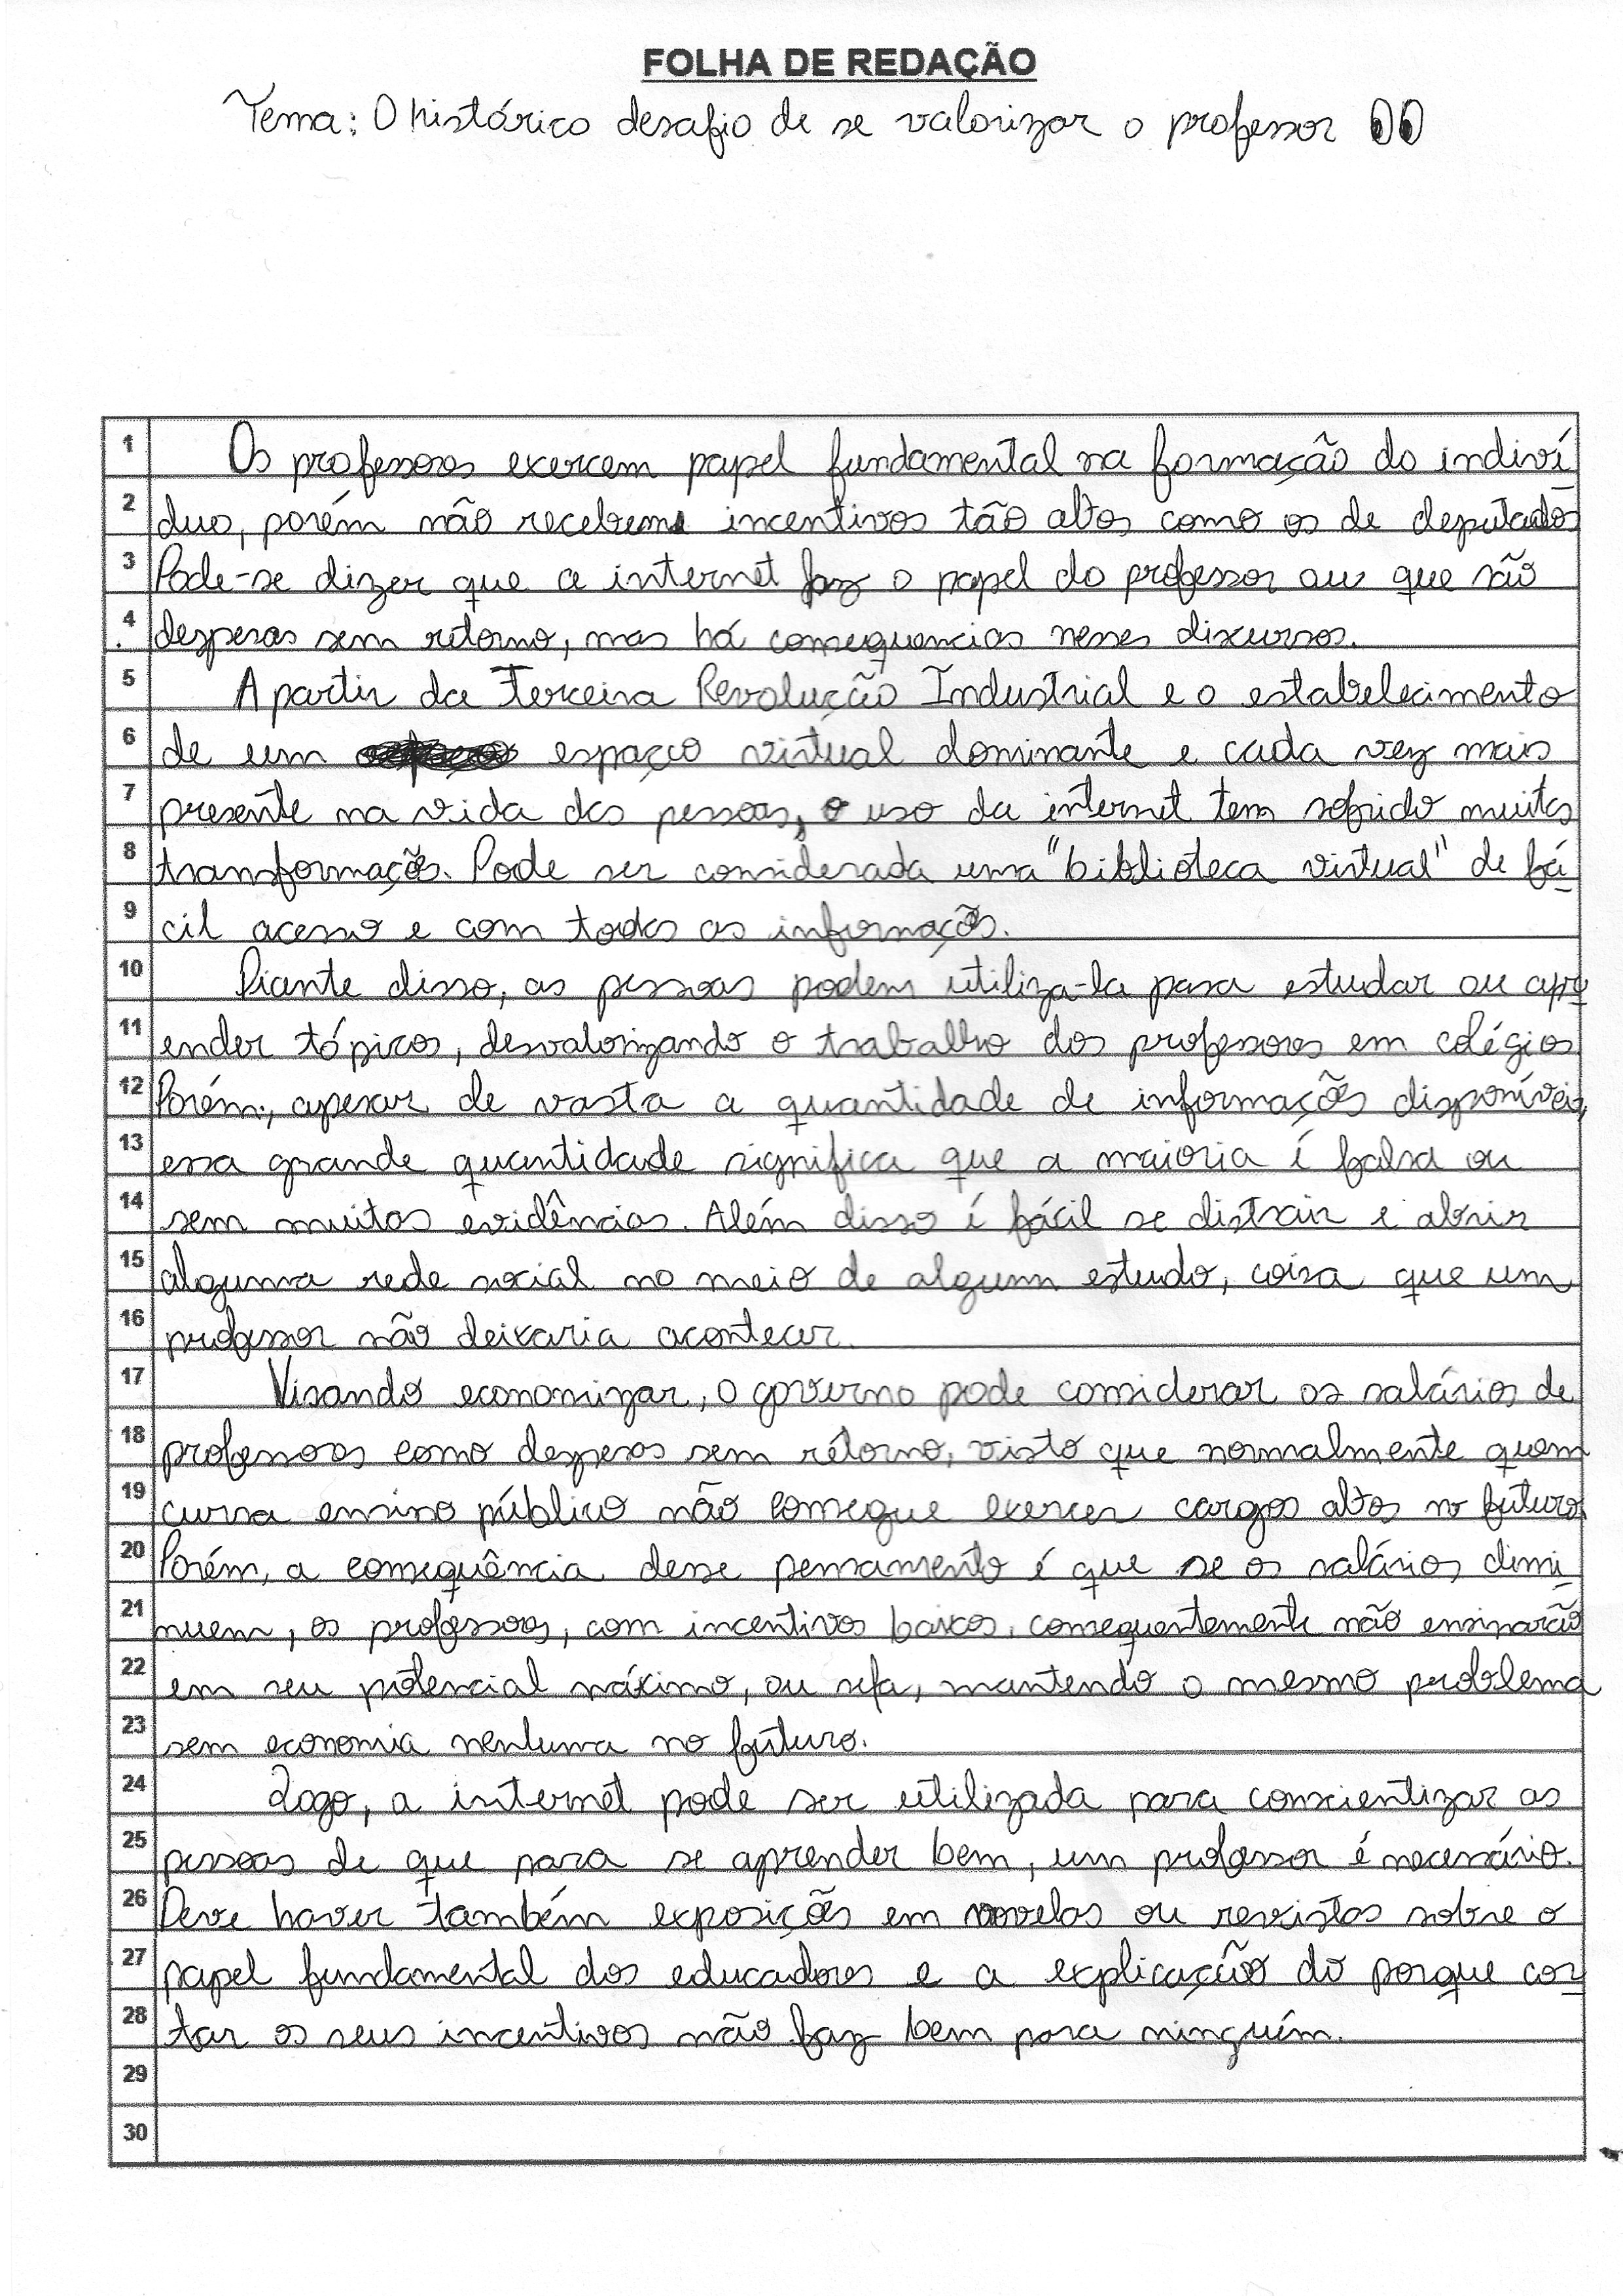 FOLHA DE REDAÇÃO
Tema: O histórico desafio de se valorizar o professor
1 Os professores exercem papel fundamental na formação do indiví
2 duo, porém não recebem incentivos tão altos como os de deputados
3 Pode-se dizer que a internet faz o papel do professor ou que são
4 despesas sem retorno, mas há consequencias nesses discursos.
5 A partir da Terceira Revolução Industrial e o estabelecimento
6 de um espaço virtual dominante e cada vez mais
7 presente na vida das pessoas, o uso da internet tem sofrido muitas
8 transformações. Pode ser considerada uma "biblioteca virtual" de fá-
9 cil acesso e com todas as informações.
10 Diante disso, as pessoas podem utiliza-la para estudar ou apre
11 ender tópicos, desvalorizando o trabalho dos professores em colégios
12 Porém, apesar de vasta a quantidade de informações disponíveis,
13 essa grande quantidade significa que a maioria é falsa ou
14 sem muitas evidências. Além disso é fácil se distrair e abrir
15 alguma rede social no meio de algum estudo, coisa que um
16 professor não deixaria acontecer.
17 Visando economizar, o governo pode considerar os salários de
18 professores como despesas sem retorno, visto que normalmente quem
19 cursa ensino público não consegue exercer cargos altos no futuro.
20 Porém, a consequência desse pensamento é que se os salários dimi-
21 nuem, os professores, com incentivos baixos, consequentemente não ensinarão
22 em seu potencial máximo, ou seja, mantendo o mesmo problema
23 sem economia nenhuma no futuro.
24 Logo, a internet pode ser utilizada para conscientizar as
25 pessoas de que para se aprender bem, um professor é necessário.
26 Deve haver também exposições em novelas ou revistas sobre o
27 papel fundamental dos educadores e a explicação do porque cor
28 tar os seus incentivos não faz bem para ninguém.
29
30